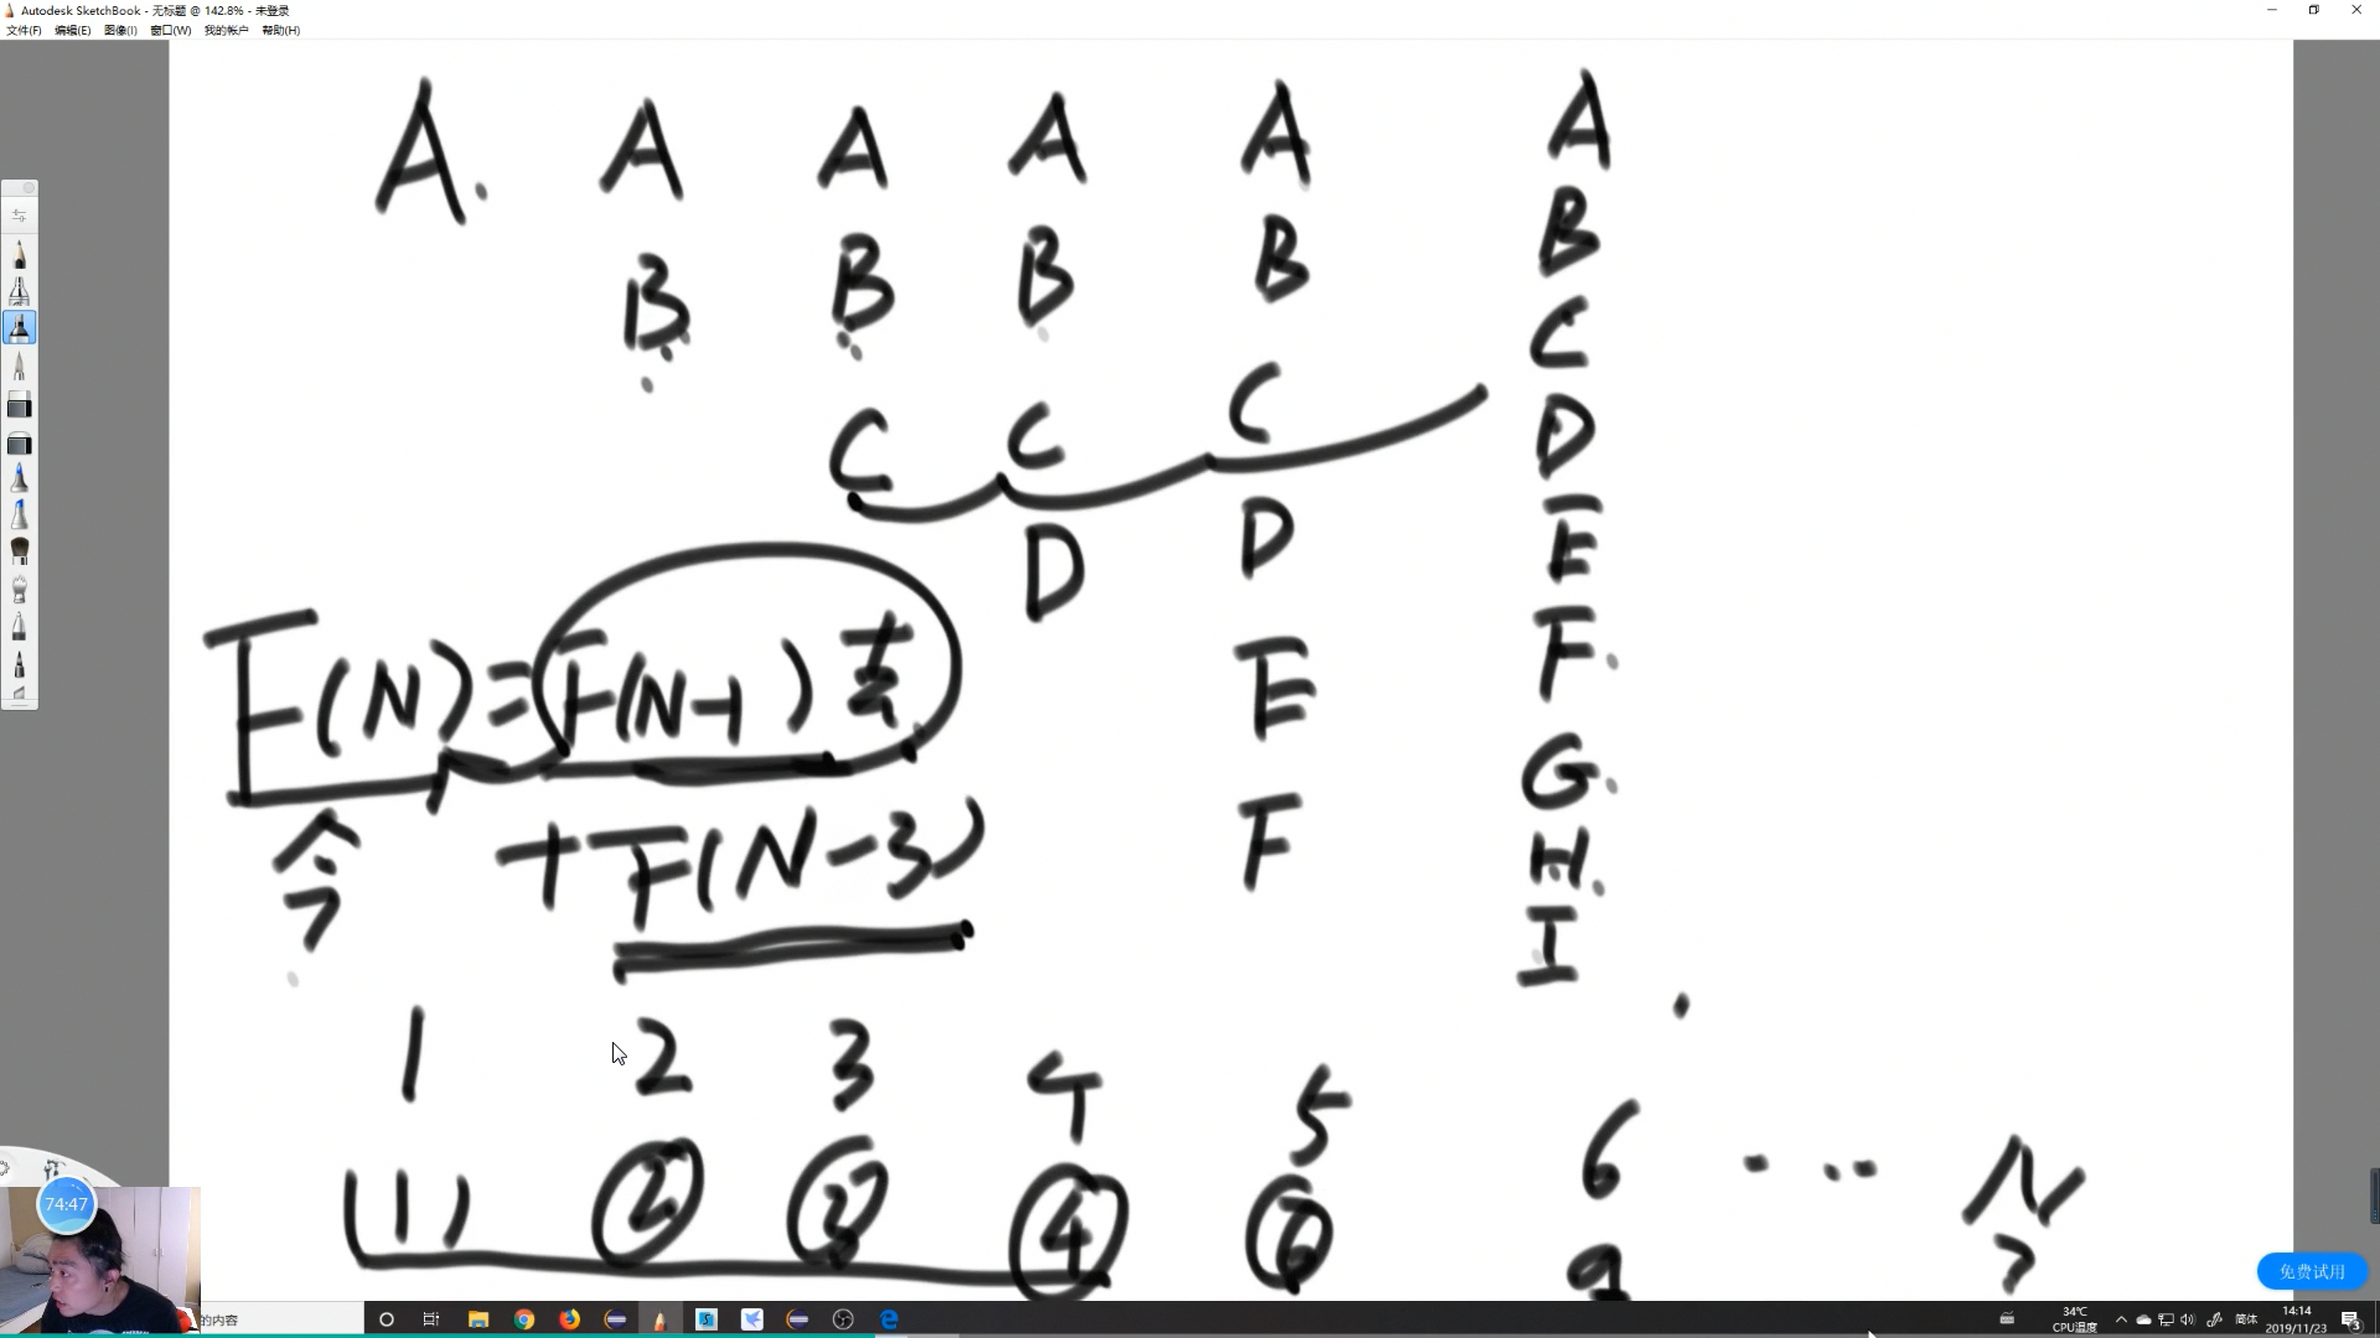 Autodesk SketchBook - 无标题 @ 142.8% - 未登录
文件(F) 编辑(E) 图像(I) 窗口(W) 我的帐户 帮助(H)
A. A A A A A
B B B B B
C C C C
D D D
E E
F F
G.
H.
I
F(N)=F(N-1)
+F(N-3)
今
1 2 3 4 5 6 ... N
(1) ② ③ ④ ⑥ 9 ?
74:47
免费试用
的内容
34℃
CPU温度
简体
14:14
2019/11/23
3